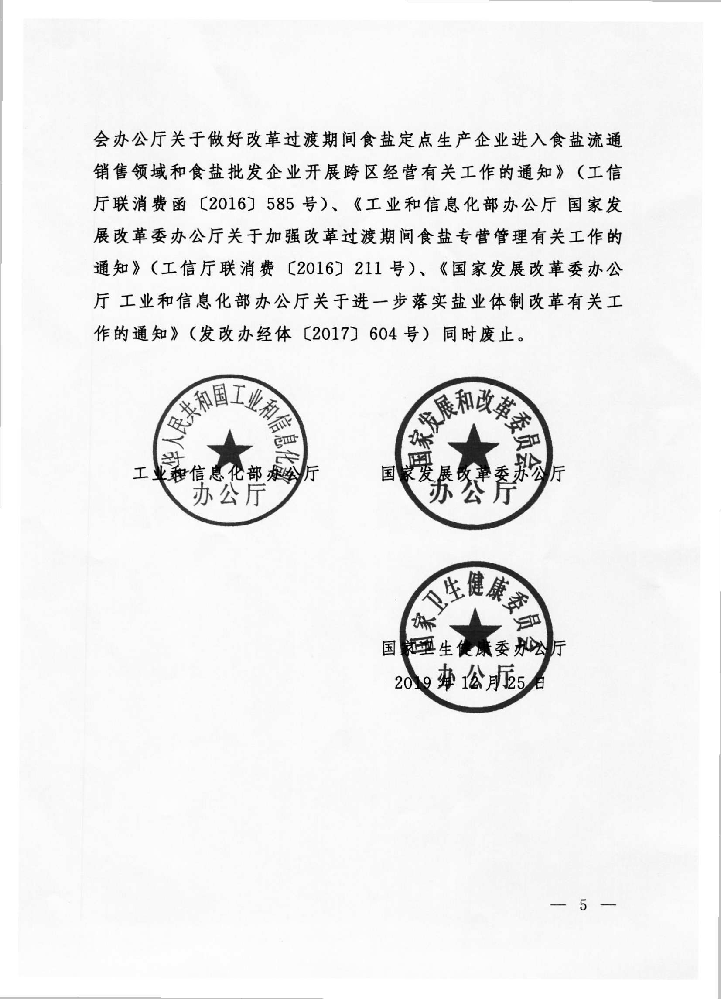 会办公厅关于做好改革过渡期间食盐定点生产企业进入食盐流通
销售领域和食盐批发企业开展跨区经营有关工作的通知》（工信
厅联消费函〔2016〕585 号）、《工业和信息化部办公厅 国家发
展改革委办公厅关于加强改革过渡期间食盐专营管理有关工作的
通知》（工信厅联消费〔2016〕211 号）、《国家发展改革委办公
厅 工业和信息化部办公厅关于进一步落实盐业体制改革有关工
作的通知》（发改办经体〔2017〕604 号）同时废止。
中华人民共和国工业和信息化部
工业和信息化部办公厅
办公厅
国家发展和改革委员会
国家发展改革委办公厅
办公厅
国家卫生健康委员会
国家卫生健康委办公厅
办公厅
2019 年 12 月 25 日
— 5 —